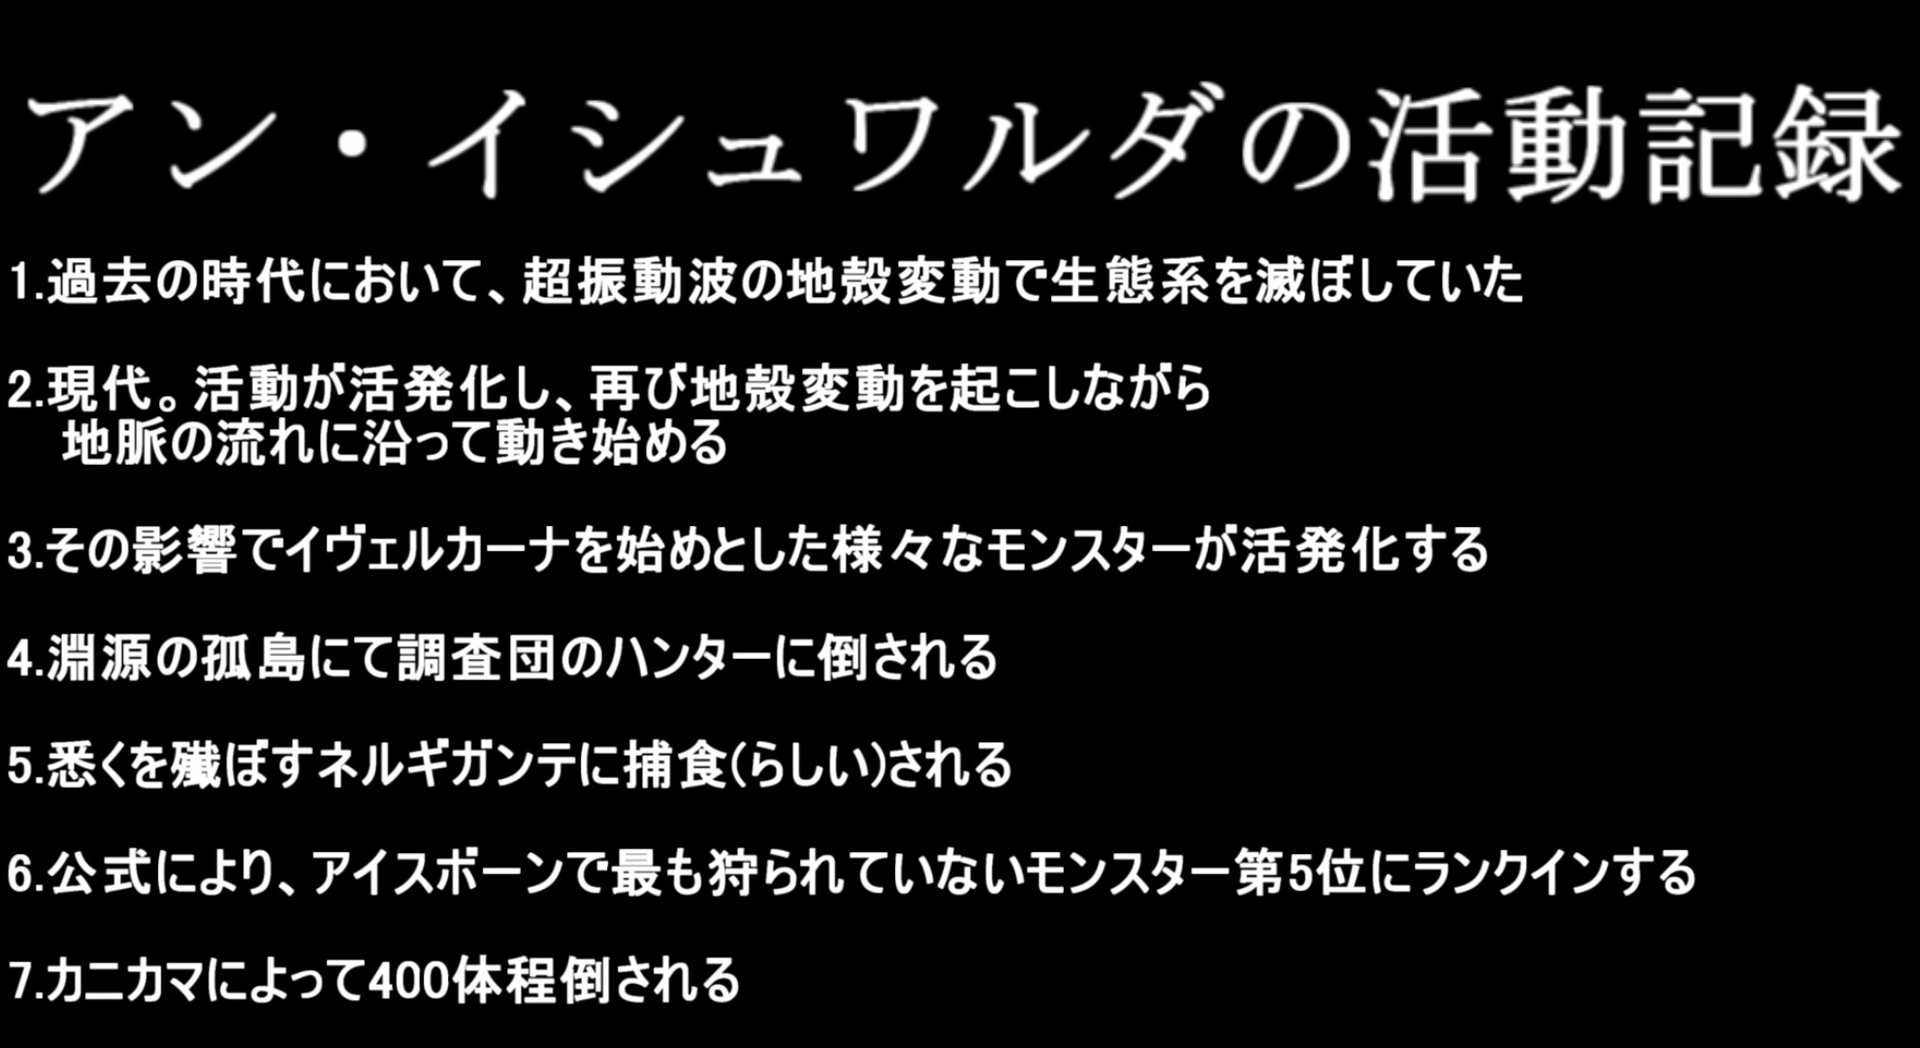 アン・イシュワルダの活動記録
1.過去の時代において、超振動波の地殻変動で生態系を滅ぼしていた
2.現代。活動が活発化し、再び地殻変動を起こしながら
地脈の流れに沿って動き始める
3.その影響でイヴェルカーナを始めとした様々なモンスターが活発化する
4.淵源の孤島にて調査団のハンターに倒される
5.悉くを殲ぼすネルギガンテに捕食(らしい)される
6.公式により、アイスボーンで最も狩られていないモンスター第5位にランクインする
7.カニカマによって400体程倒される